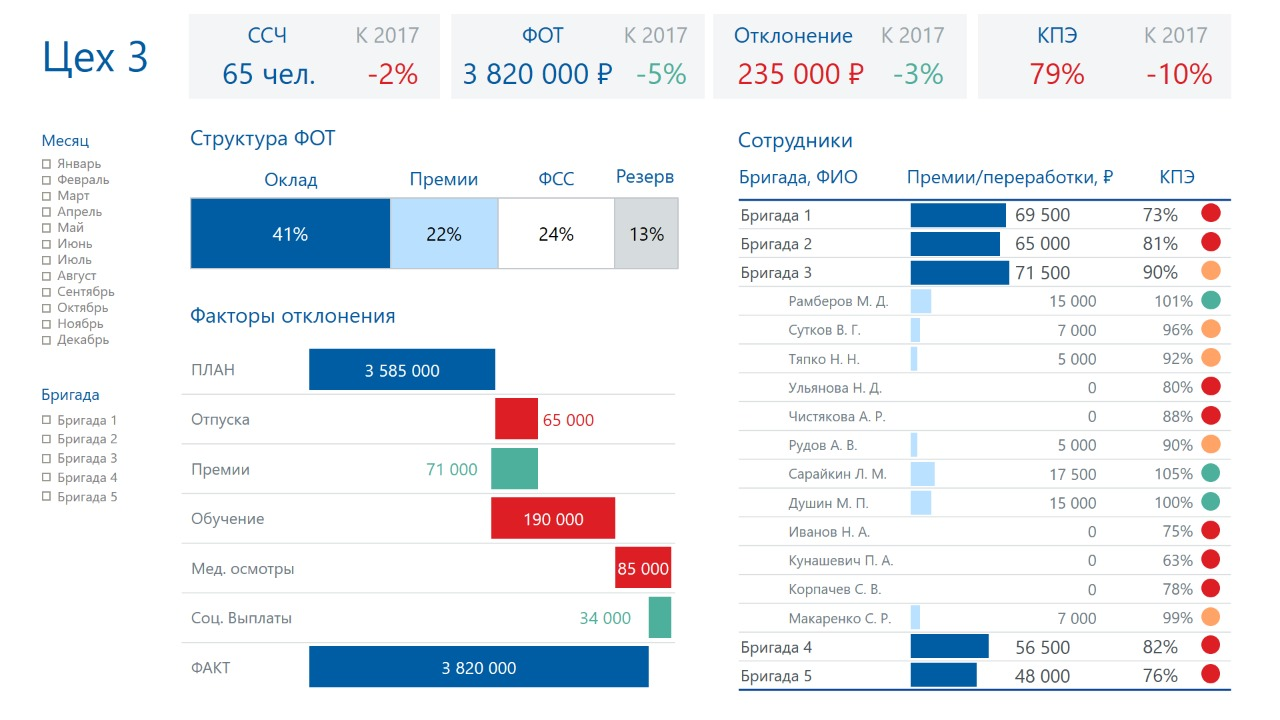 Цех 3
ССЧ К 2017
65 чел. -2%
ФОТ К 2017
3 820 000 ₽ -5%
Отклонение К 2017
235 000 ₽ -3%
КПЭ К 2017
79% -10%
Месяц
Январь
Февраль
Март
Апрель
Май
Июнь
Июль
Август
Сентябрь
Октябрь
Ноябрь
Декабрь
Бригада
Бригада 1
Бригада 2
Бригада 3
Бригада 4
Бригада 5
Структура ФОТ
Оклад Премии ФСС Резерв
41% 22% 24% 13%
Факторы отклонения
ПЛАН 3 585 000
Отпуска 65 000
Премии 71 000
Обучение 190 000
Мед. осмотры 85 000
Соц. Выплаты 34 000
ФАКТ 3 820 000
Сотрудники
Бригада, ФИО Премии/переработки, ₽ КПЭ
Бригада 1 69 500 73%
Бригада 2 65 000 81%
Бригада 3 71 500 90%
Рамберов М. Д. 15 000 101%
Сутков В. Г. 7 000 96%
Тяпко Н. Н. 5 000 92%
Ульянова Н. Д. 0 80%
Чистякова А. Р. 0 88%
Рудов А. В. 5 000 90%
Сарайкин Л. М. 17 500 105%
Душин М. П. 15 000 100%
Иванов Н. А. 0 75%
Кунашевич П. А. 0 63%
Корпачев С. В. 0 78%
Макаренко С. Р. 7 000 99%
Бригада 4 56 500 82%
Бригада 5 48 000 76%